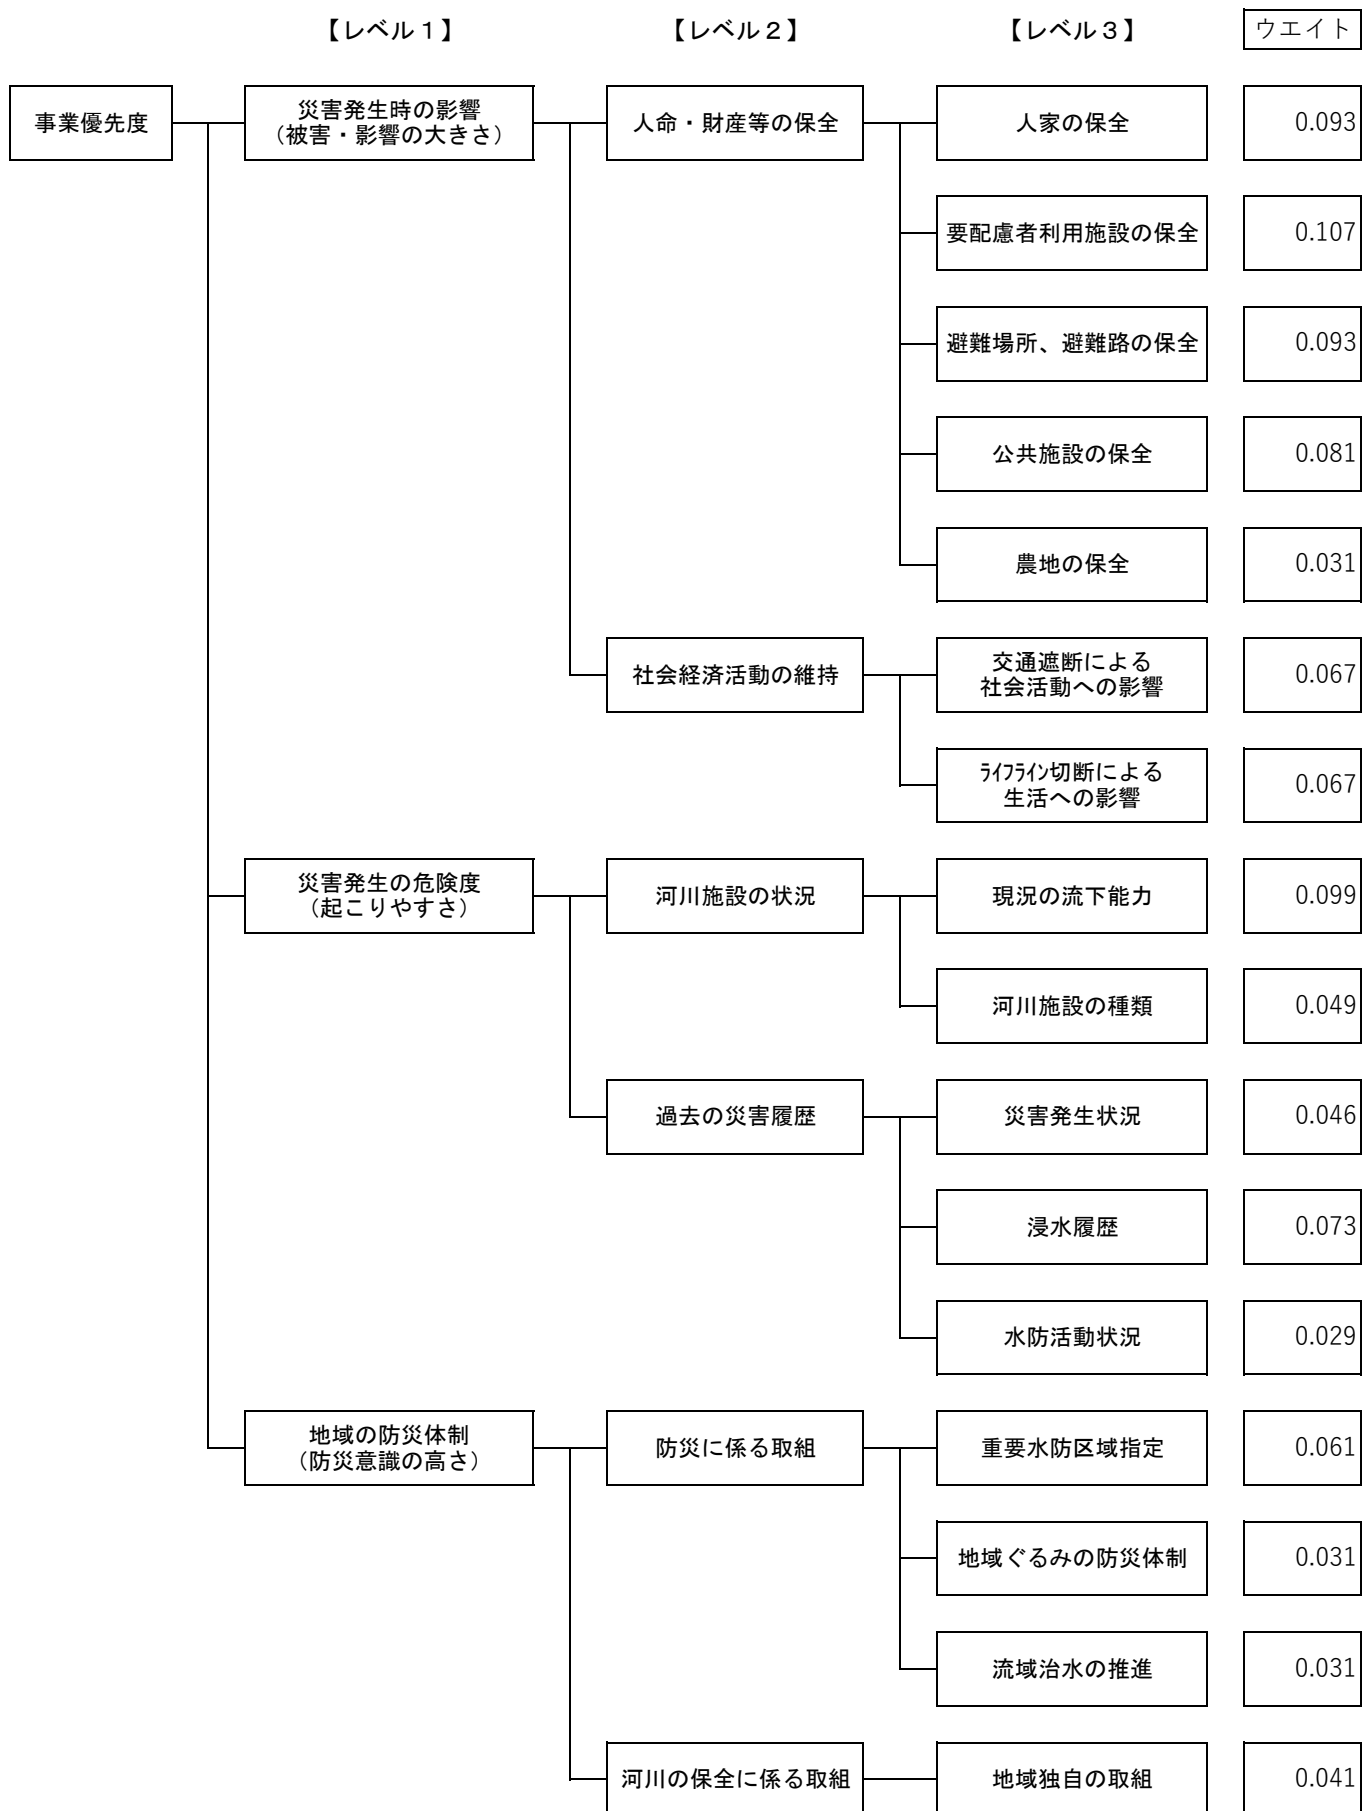 【レベル１】 【レベル２】 【レベル３】 ウエイト
事業優先度 災害発生時の影響 人命・財産等の保全 人家の保全 0.093
（被害・影響の大きさ）
要配慮者利用施設の保全 0.107
避難場所、避難路の保全 0.093
公共施設の保全 0.081
農地の保全 0.031
社会経済活動の維持 交通遮断による 0.067
社会活動への影響
ﾗｲﾌﾗｲﾝ切断による 0.067
生活への影響
災害発生の危険度 河川施設の状況 現況の流下能力 0.099
（起こりやすさ）
河川施設の種類 0.049
過去の災害履歴 災害発生状況 0.046
浸水履歴 0.073
水防活動状況 0.029
地域の防災体制 防災に係る取組 重要水防区域指定 0.061
（防災意識の高さ）
地域ぐるみの防災体制 0.031
流域治水の推進 0.031
河川の保全に係る取組 地域独自の取組 0.041